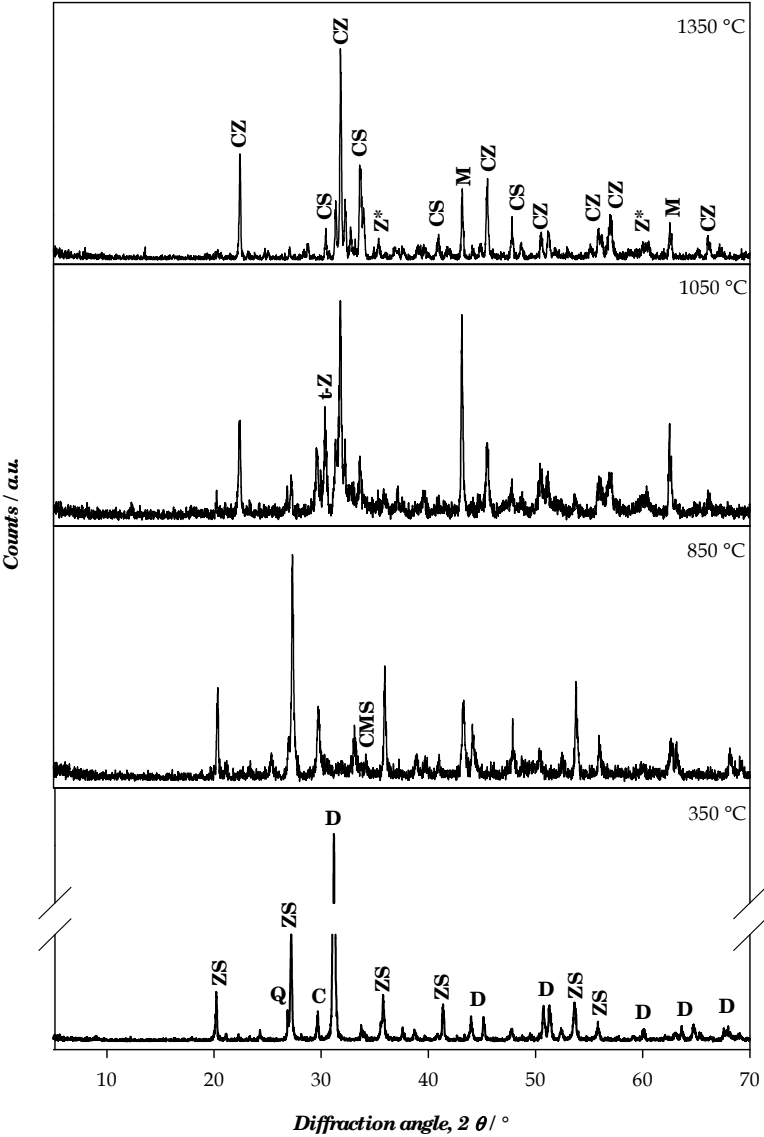 1350 °C
CZ
CZ
CS
CS
Z*
CS
M
CZ
CS
CZ
CZ
CZ
Z*
M
CZ
1050 °C
t-Z
850 °C
CMS
350 °C
ZS
Q
ZS
C
D
ZS
ZS
D
D
ZS
ZS
D
D
D
10 20 30 40 50 60 70
Diffraction angle, 2 θ / °
Counts / a.u.